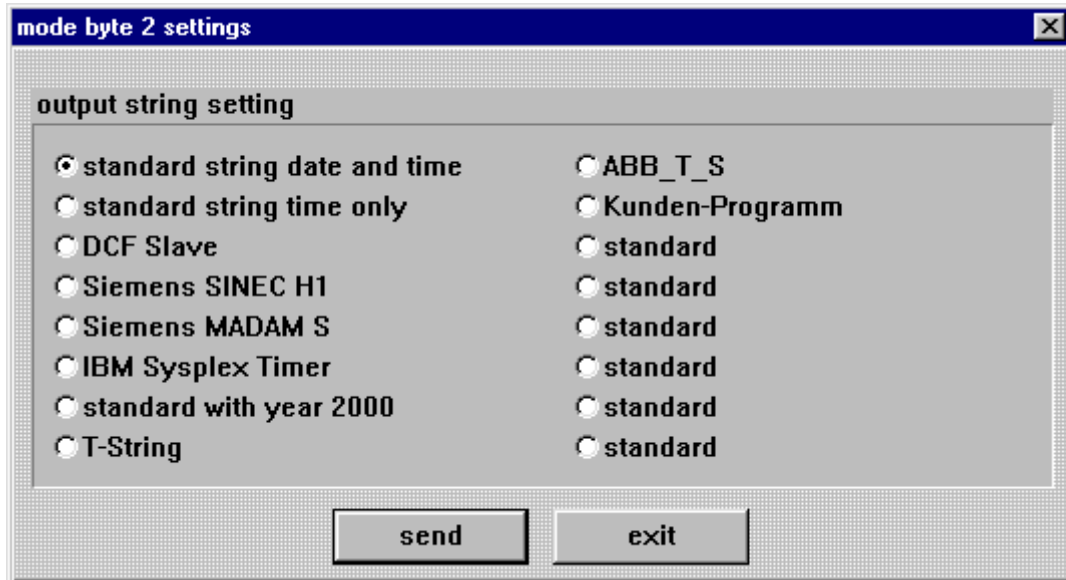 mode byte 2 settings
output string setting
standard string date and time
standard string time only
DCF Slave
Siemens SINEC H1
Siemens MADAM S
IBM Sysplex Timer
standard with year 2000
T-String
ABB_T_S
Kunden-Programm
standard
standard
standard
standard
standard
standard
send
exit